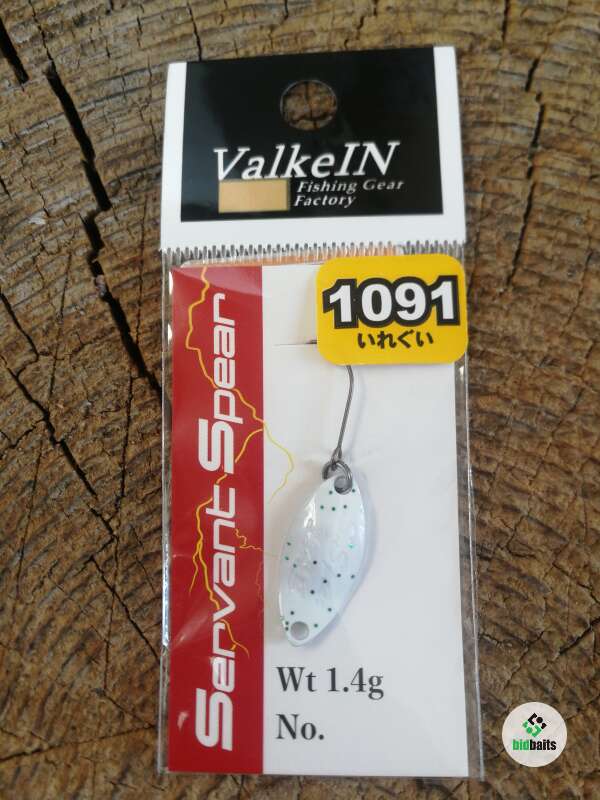 ValkeIN
Fishing Gear
Factory
1091
いれぐい
Servant Spear
Wt 1.4g
No.
bidbaits